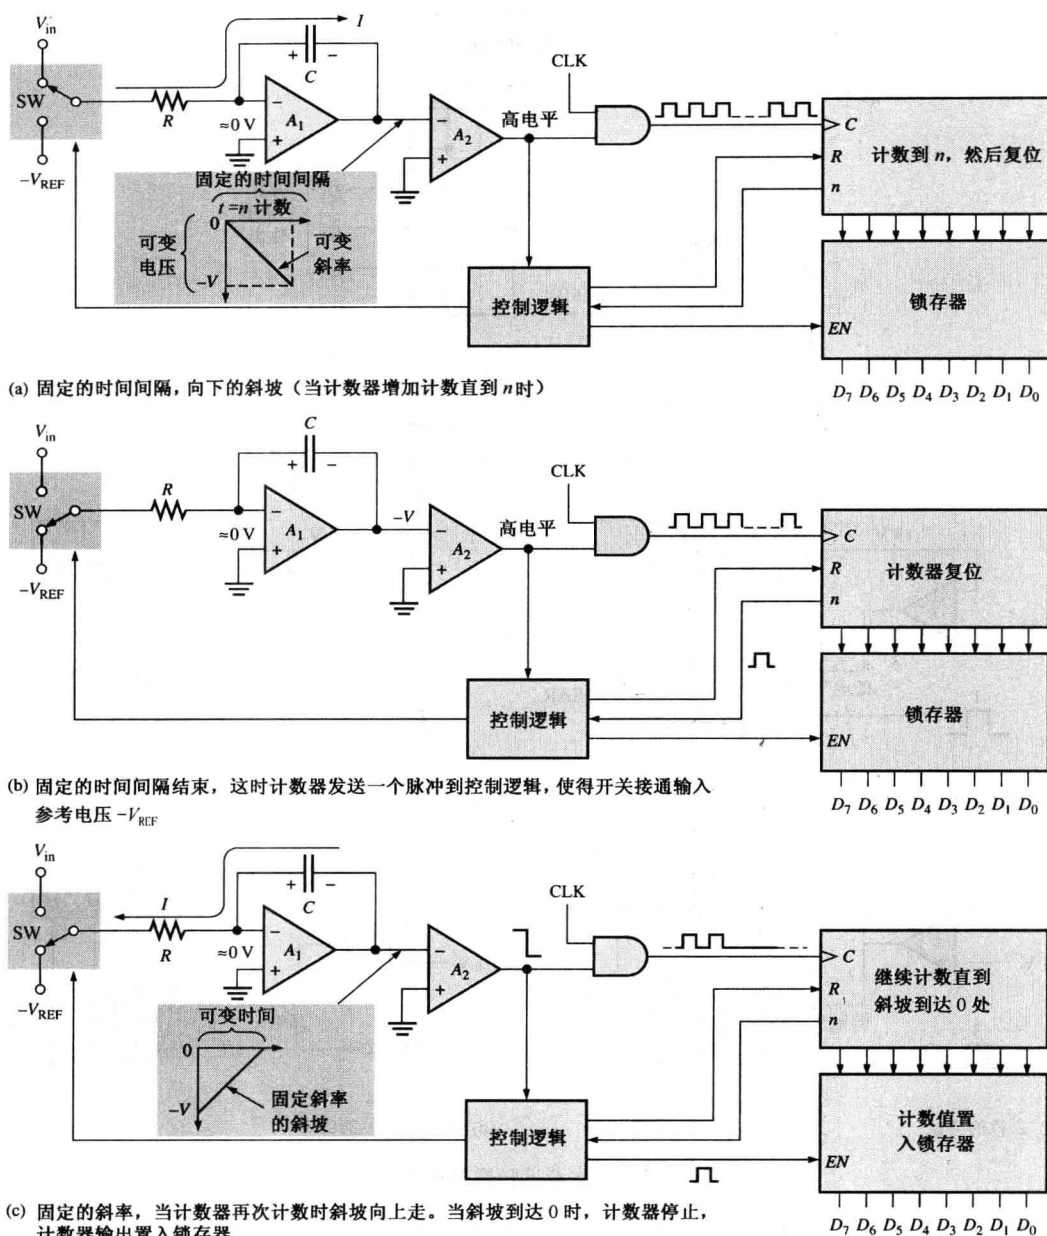 V_in
I
SW
R
C
+ −
≈0 V
−
+
A₁
−V_REF
固定的时间间隔
t=n 计数
0
可变
电压
−V
可变
斜率
−
+
A₂
高电平
CLK
控制逻辑
C
R
n
计数到 n，然后复位
锁存器
EN
D₇ D₆ D₅ D₄ D₃ D₂ D₁ D₀
(a) 固定的时间间隔，向下的斜坡（当计数器增加计数直到 n 时）
V_in
SW
R
C
+ −
≈0 V
−
+
A₁
−V_REF
−V
−
+
A₂
高电平
CLK
控制逻辑
C
R
n
计数器复位
锁存器
EN
D₇ D₆ D₅ D₄ D₃ D₂ D₁ D₀
(b) 固定的时间间隔结束，这时计数器发送一个脉冲到控制逻辑，使得开关接通输入
参考电压 −V_REF
V_in
I
SW
R
C
+ −
≈0 V
−
+
A₁
−V_REF
可变时间
0
−V
固定斜率
的斜坡
−
+
A₂
CLK
控制逻辑
C
R
n
继续计数直到
斜坡到达 0 处
计数值置
入锁存器
EN
D₇ D₆ D₅ D₄ D₃ D₂ D₁ D₀
(c) 固定的斜率，当计数器再次计数时斜坡向上走。当斜坡到达 0 时，计数器停止，
计数器输出置入锁存器